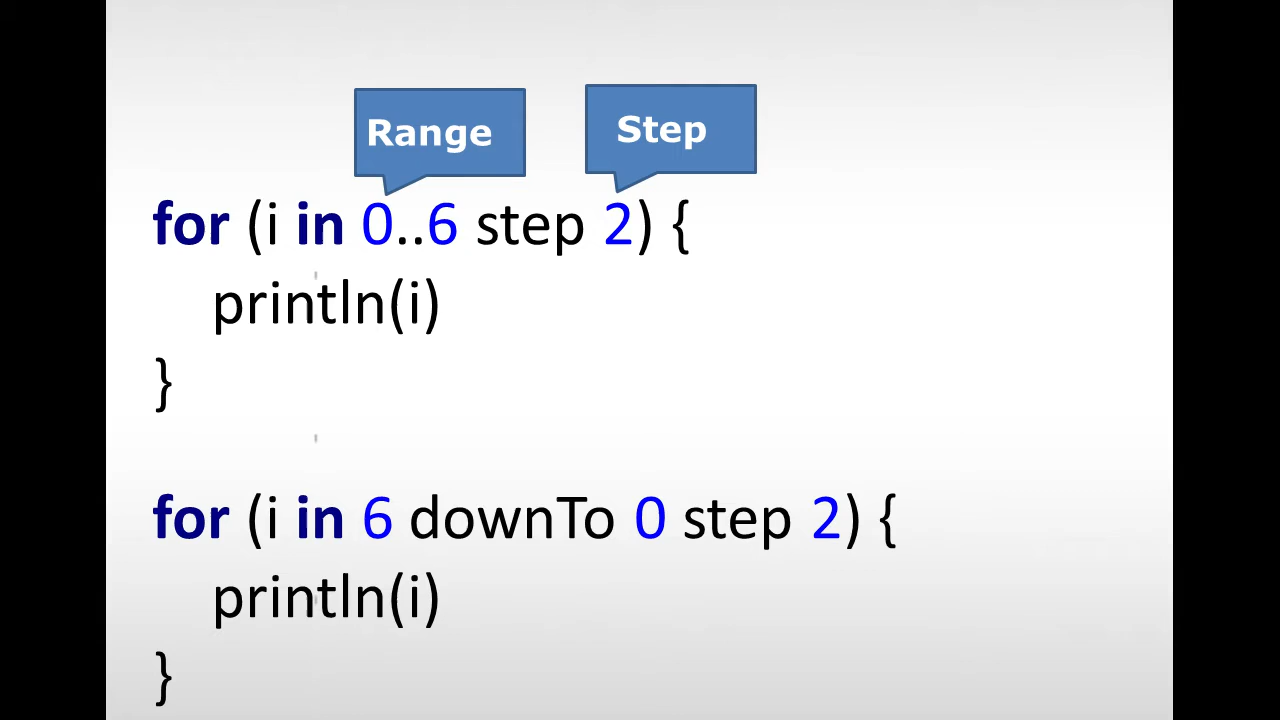 Range
Step
for (i in 0..6 step 2) {
println(i)
}
for (i in 6 downTo 0 step 2) {
println(i)
}